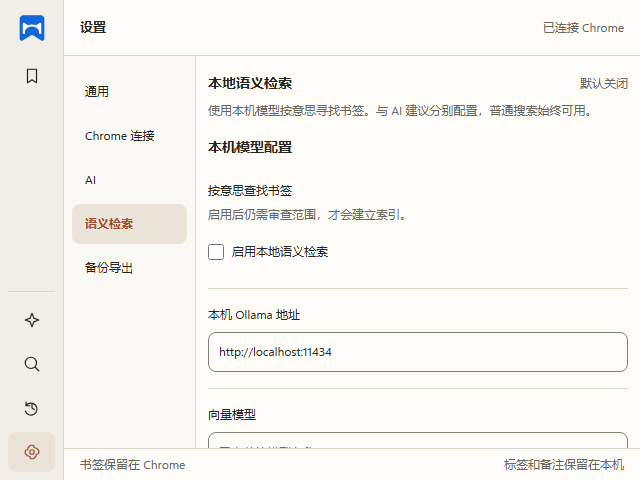 设置
已连接 Chrome
通用
Chrome 连接
AI
语义检索
备份导出
本地语义检索
默认关闭
使用本机模型按意思寻找书签。与 AI 建议分别配置，普通搜索始终可用。
本机模型配置
按意思查找书签
启用后仍需审查范围，才会建立索引。
启用本地语义检索
本机 Ollama 地址
http://localhost:11434
向量模型
书签保留在 Chrome
标签和备注保留在本机